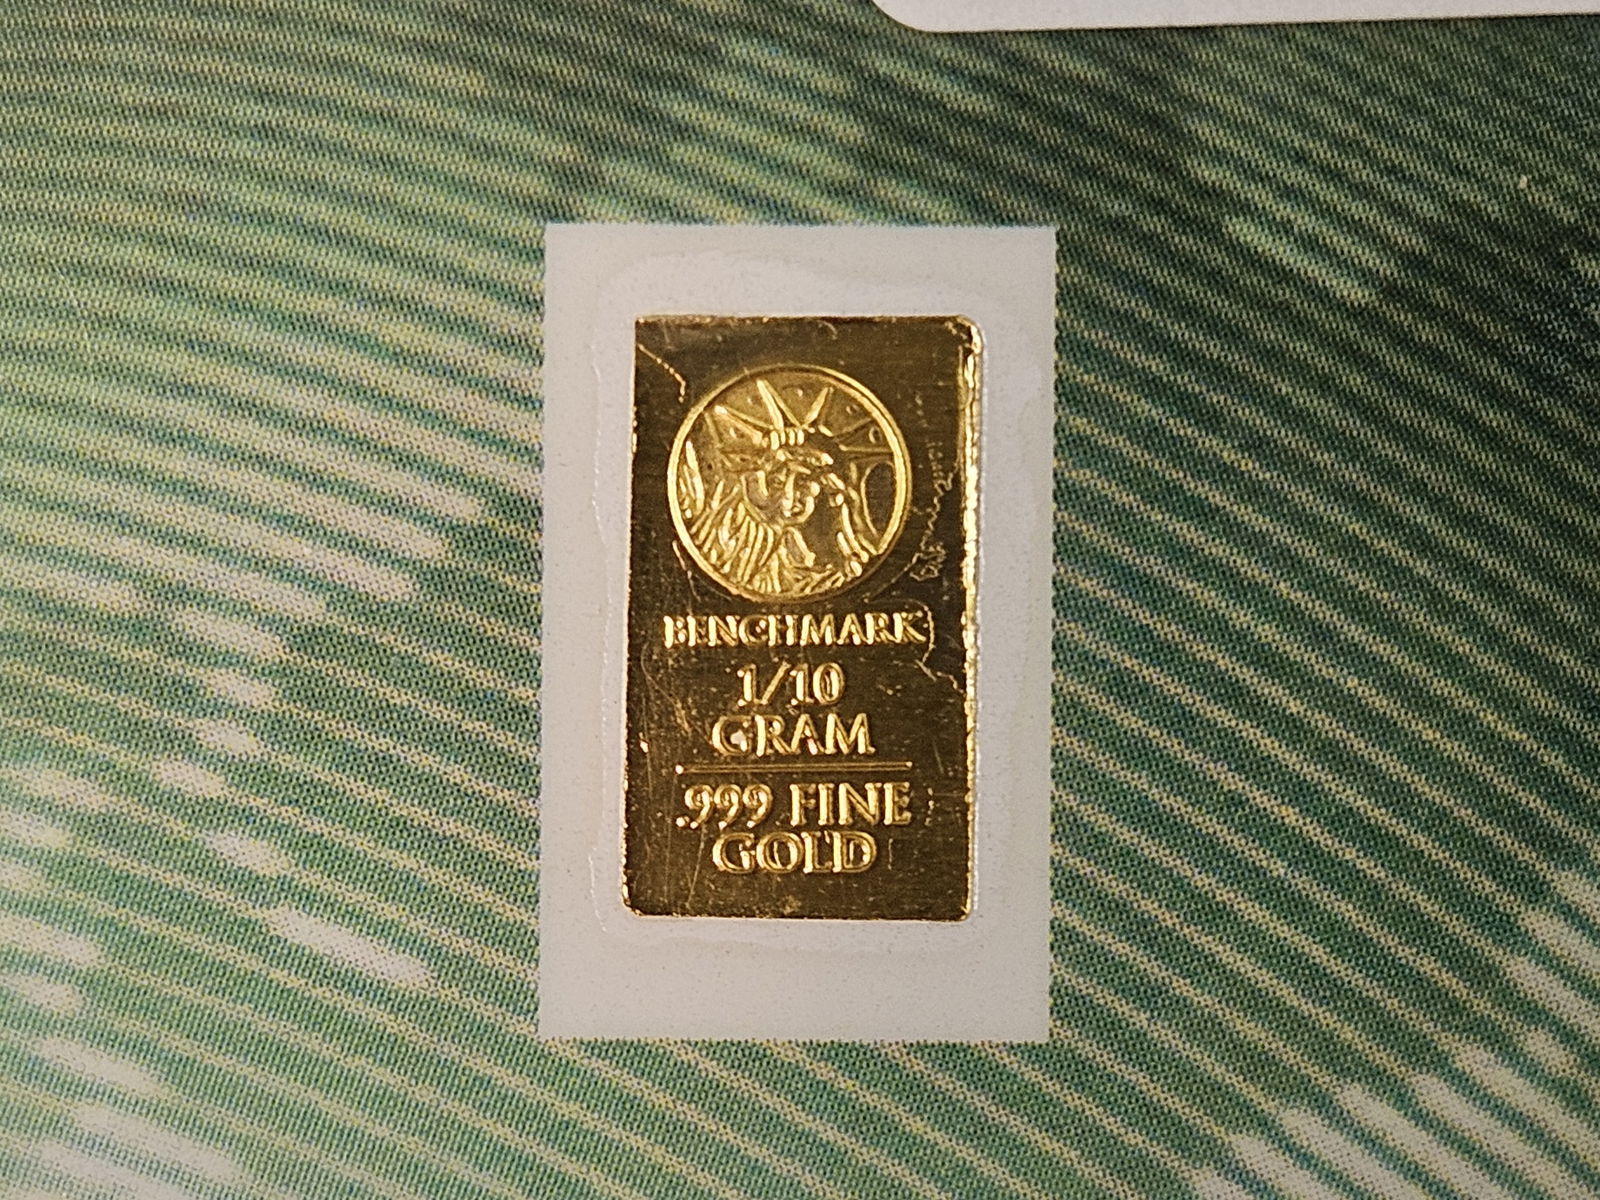 BENCHMARK
1/10
GRAM
.999 FINE
GOLD